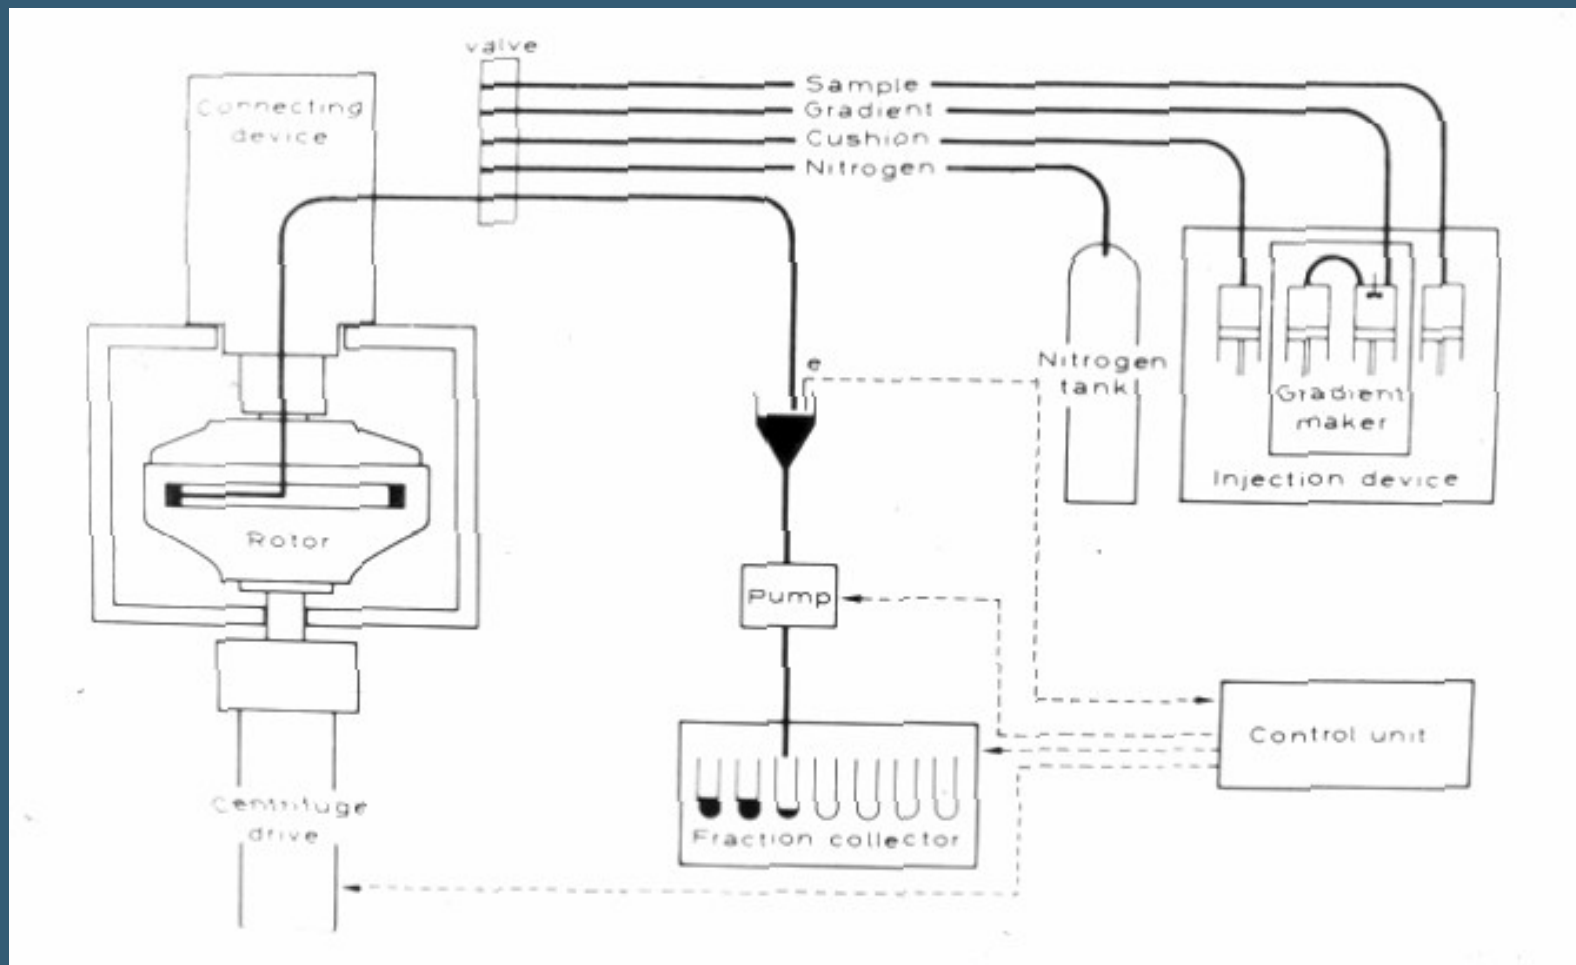 valve
Connecting
device
Sample
Gradient
Cushion
Nitrogen
e
Nitrogen
tank
Gradient
maker
Injection device
Rotor
Pump
Control unit
Centrifuge
drive
Fraction collector